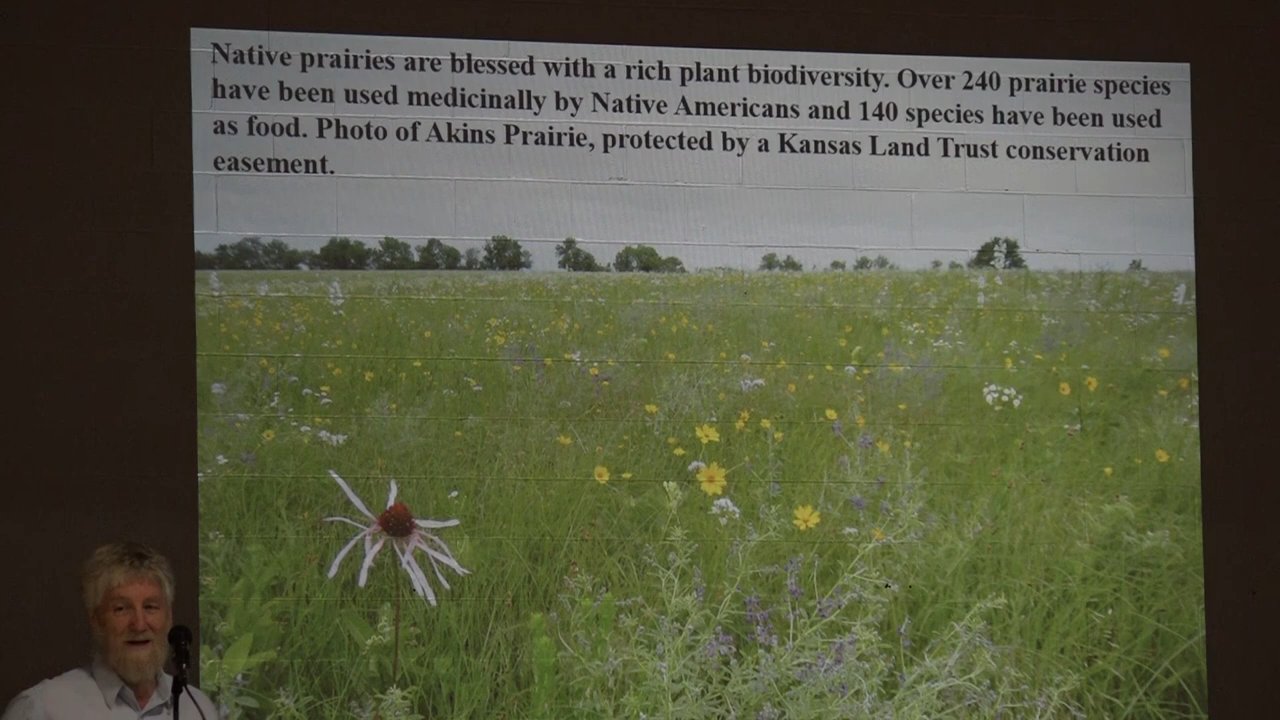 Native prairies are blessed with a rich plant biodiversity. Over 240 prairie species
have been used medicinally by Native Americans and 140 species have been used
as food. Photo of Akins Prairie, protected by a Kansas Land Trust conservation
easement.